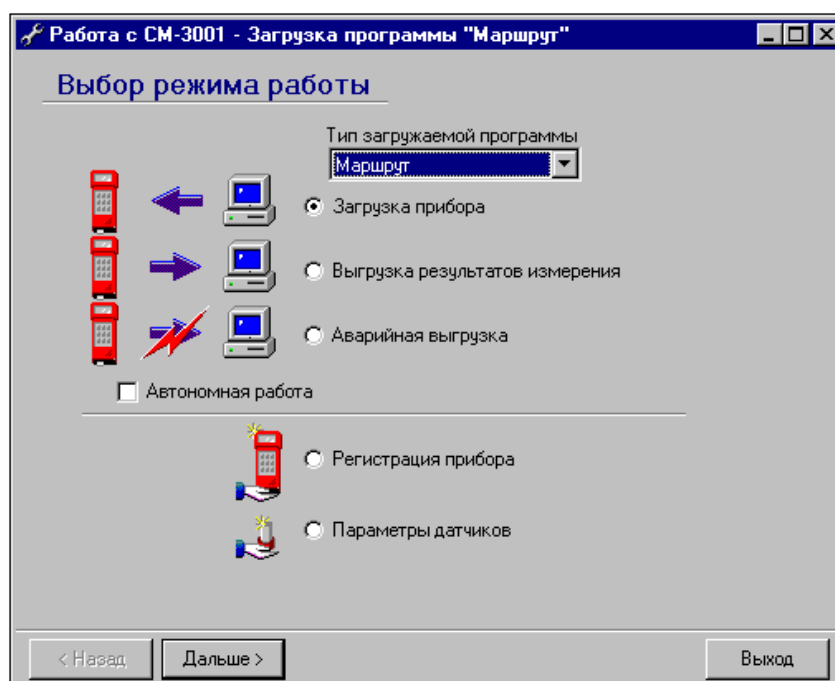 Работа с СМ-3001 - Загрузка программы "Маршрут"
Выбор режима работы
Тип загружаемой программы
Маршрут
Загрузка прибора
Выгрузка результатов измерения
Аварийная выгрузка
Автономная работа
Регистрация прибора
Параметры датчиков
< Назад
Дальше >
Выход